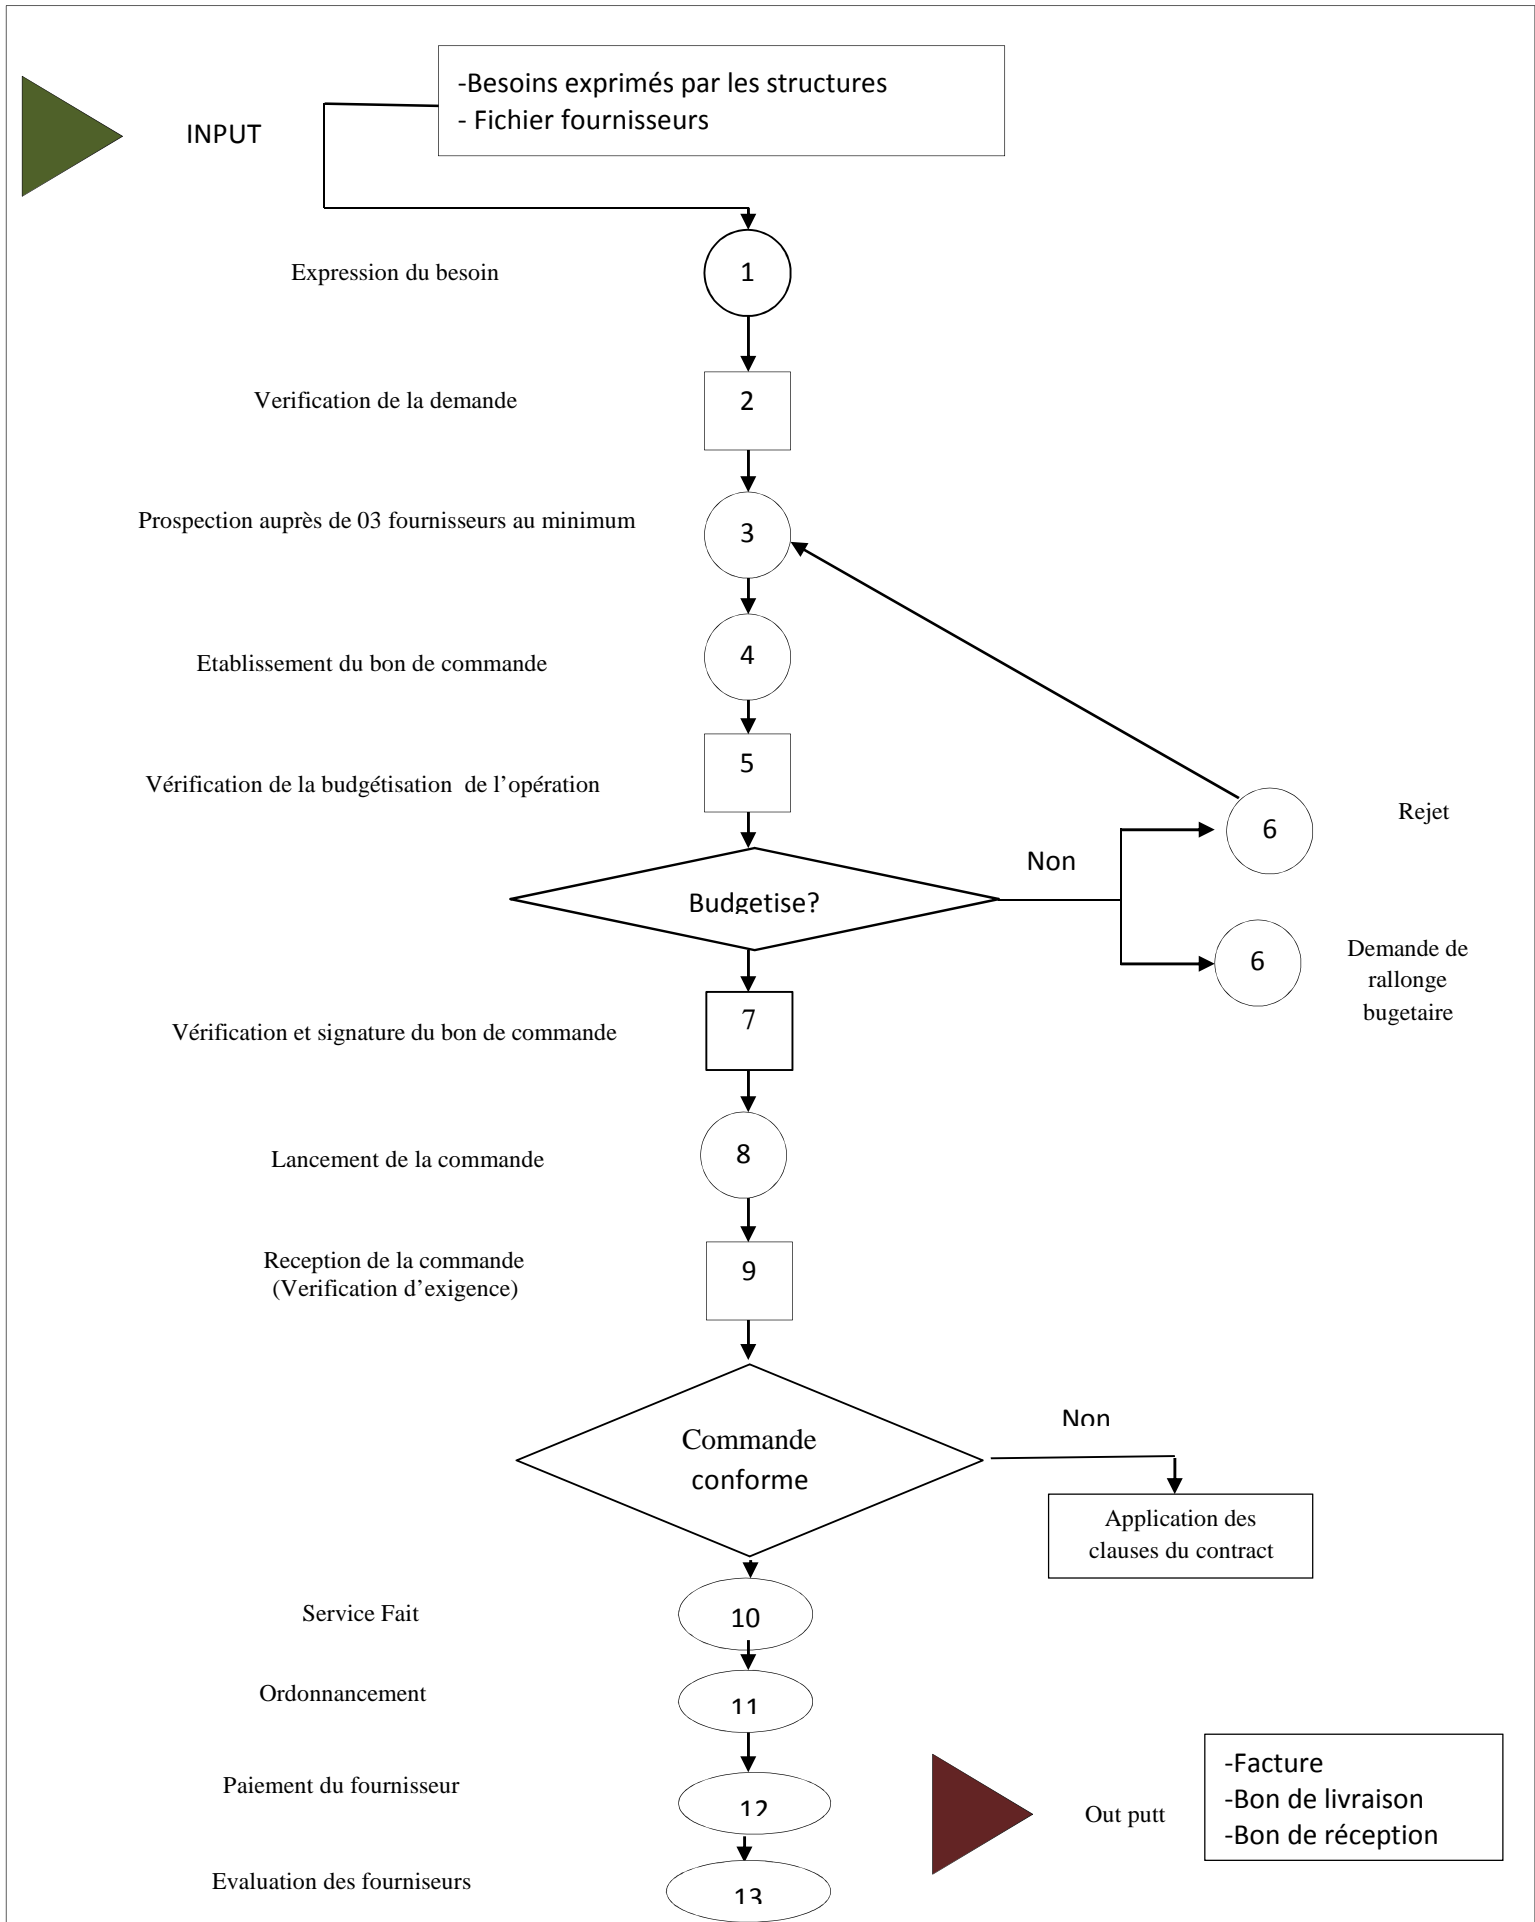 -Besoins exprimés par les structures
- Fichier fournisseurs
INPUT
Expression du besoin
1
Verification de la demande
2
Prospection auprès de 03 fournisseurs au minimum
3
Etablissement du bon de commande
4
Vérification de la budgétisation  de l’opération
5
6
Rejet
Non
Budgetise?
6
Demande de
rallonge
bugetaire
Vérification et signature du bon de commande
7
Lancement de la commande
8
Reception de la commande
(Verification d’exigence)
9
Commande
conforme
Non
Application des
clauses du contract
Service Fait
10
Ordonnancement
11
Paiement du fournisseur
12
Out putt
-Facture
-Bon de livraison
-Bon de réception
Evaluation des fourniseurs
13